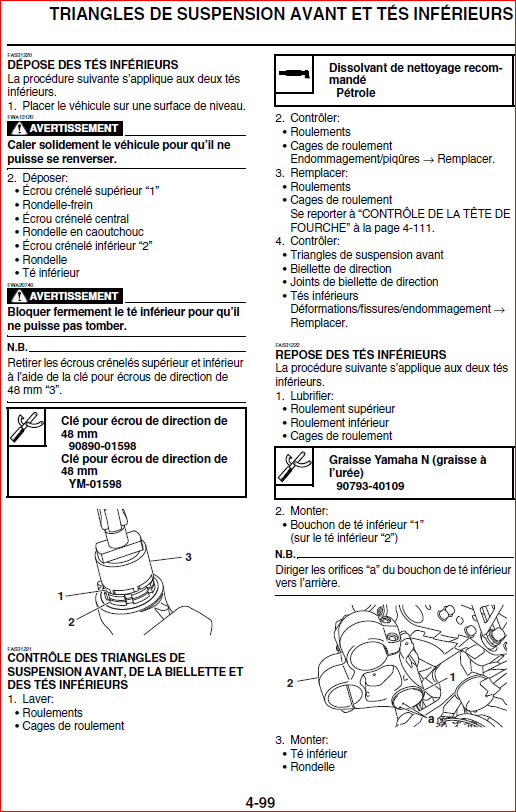 TRIANGLES DE SUSPENSION AVANT ET TÉS INFÉRIEURS
FAS31220
DÉPOSE DES TÉS INFÉRIEURS
La procédure suivante s'applique aux deux tés
inférieurs.
1. Placer le véhicule sur une surface de niveau.
FWA13120
AVERTISSEMENT
Caler solidement le véhicule pour qu'il ne
puisse se renverser.
2. Déposer:
• Écrou crénelé supérieur “1”
• Rondelle-frein
• Écrou crénelé central
• Rondelle en caoutchouc
• Écrou crénelé inférieur “2”
• Rondelle
• Té inférieur
FWA20740
AVERTISSEMENT
Bloquer fermement le té inférieur pour qu'il
ne puisse pas tomber.
N.B.
Retirer les écrous crénelés supérieur et inférieur
à l'aide de la clé pour écrous de direction de
48 mm “3”.
Clé pour écrou de direction de
48 mm
90890-01598
Clé pour écrou de direction de
48 mm
YM-01598
3
1
2
FAS31221
CONTRÔLE DES TRIANGLES DE
SUSPENSION AVANT, DE LA BIELLETTE ET
DES TÉS INFÉRIEURS
1. Laver:
• Roulements
• Cages de roulement
Dissolvant de nettoyage recom-
mandé
Pétrole
2. Contrôler:
• Roulements
• Cages de roulement
Endommagement/piqûres → Remplacer.
3. Remplacer:
• Roulements
• Cages de roulement
Se reporter à “CONTRÔLE DE LA TÊTE DE
FOURCHE” à la page 4-111.
4. Contrôler:
• Triangles de suspension avant
• Biellette de direction
• Joints de biellette de direction
• Tés inférieurs
Déformations/fissures/endommagement →
Remplacer.
FAS31222
REPOSE DES TÉS INFÉRIEURS
La procédure suivante s'applique aux deux tés
inférieurs.
1. Lubrifier:
• Roulement supérieur
• Roulement inférieur
• Cages de roulement
Graisse Yamaha N (graisse à
l'urée)
90793-40109
2. Monter:
• Bouchon de té inférieur “1”
(sur le té inférieur “2”)
N.B.
Diriger les orifices “a” du bouchon de té inférieur
vers l'arrière.
2
1
a
3. Monter:
• Té inférieur
• Rondelle
4-99